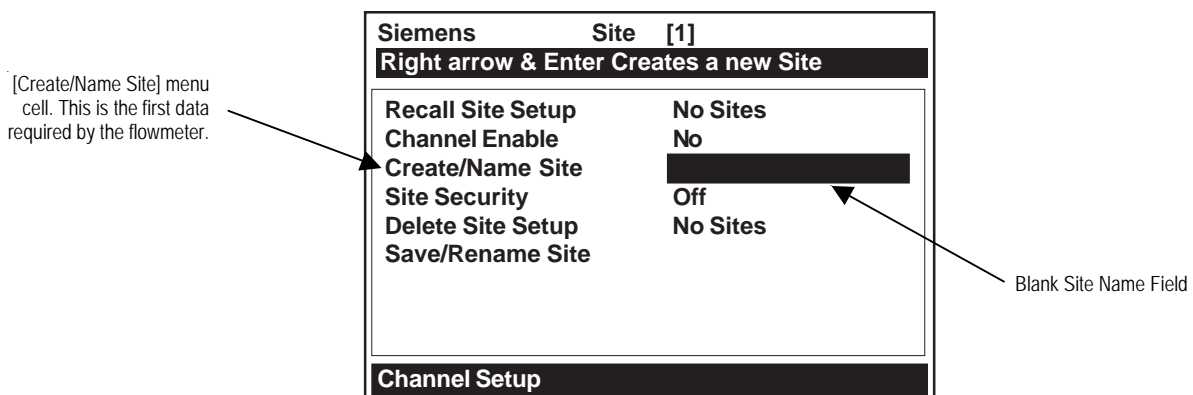 Siemens Site [1]
Right arrow & Enter Creates a new Site
[Create/Name Site] menu
cell. This is the first data
required by the flowmeter.
Recall Site Setup No Sites
Channel Enable No
Create/Name Site
Site Security Off
Delete Site Setup No Sites
Save/Rename Site
Blank Site Name Field
Channel Setup